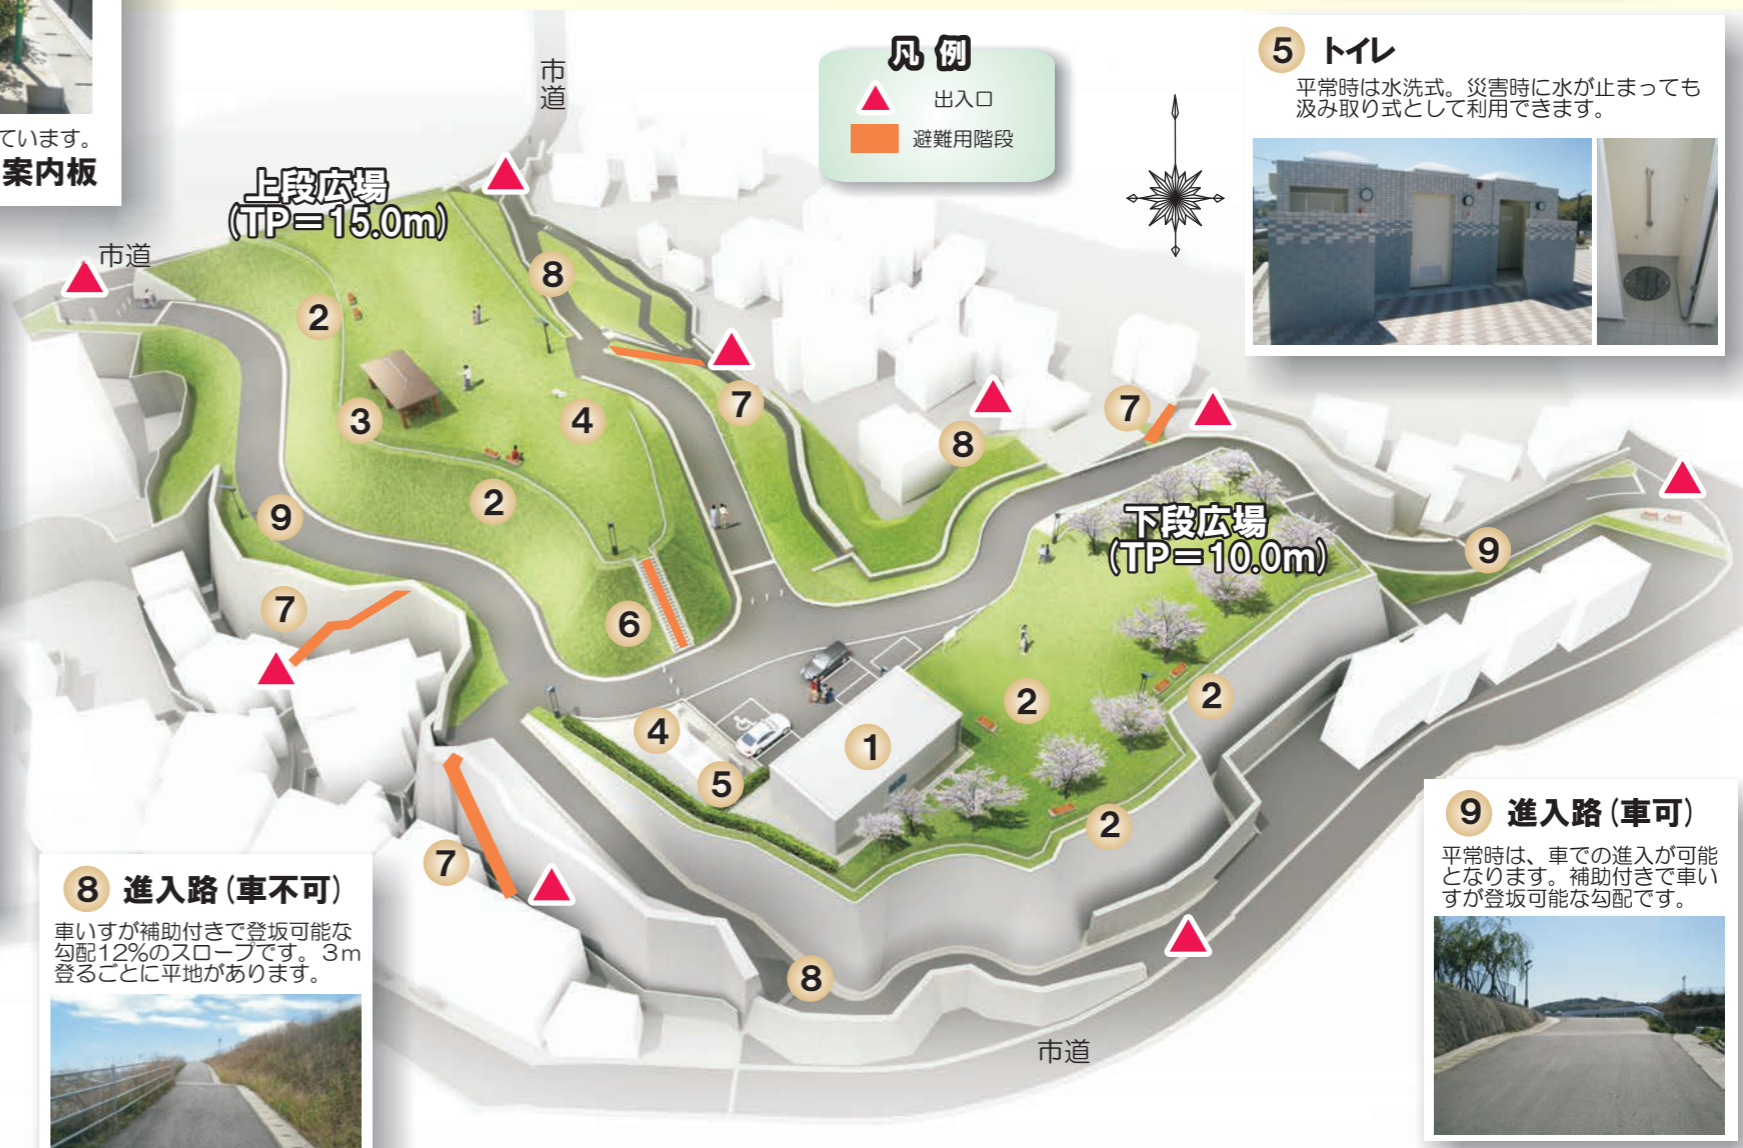 ています。
案内板
市道
凡例
出入口
避難用階段
5 トイレ
平常時は水洗式。災害時に水が止まっても
汲み取り式として利用できます。
上段広場
(TP=15.0m)
市道
8
2
3
4
7
8
7
2
9
下段広場
(TP=10.0m)
9
7
6
2
2
4
1
5
2
7
8
市道
8 進入路(車不可)
車いすが補助付きで登坂可能な
勾配12%のスロープです。3m
登るごとに平地があります。
9 進入路(車可)
平常時は、車での進入が可能
となります。補助付きで車い
すが登坂可能な勾配です。